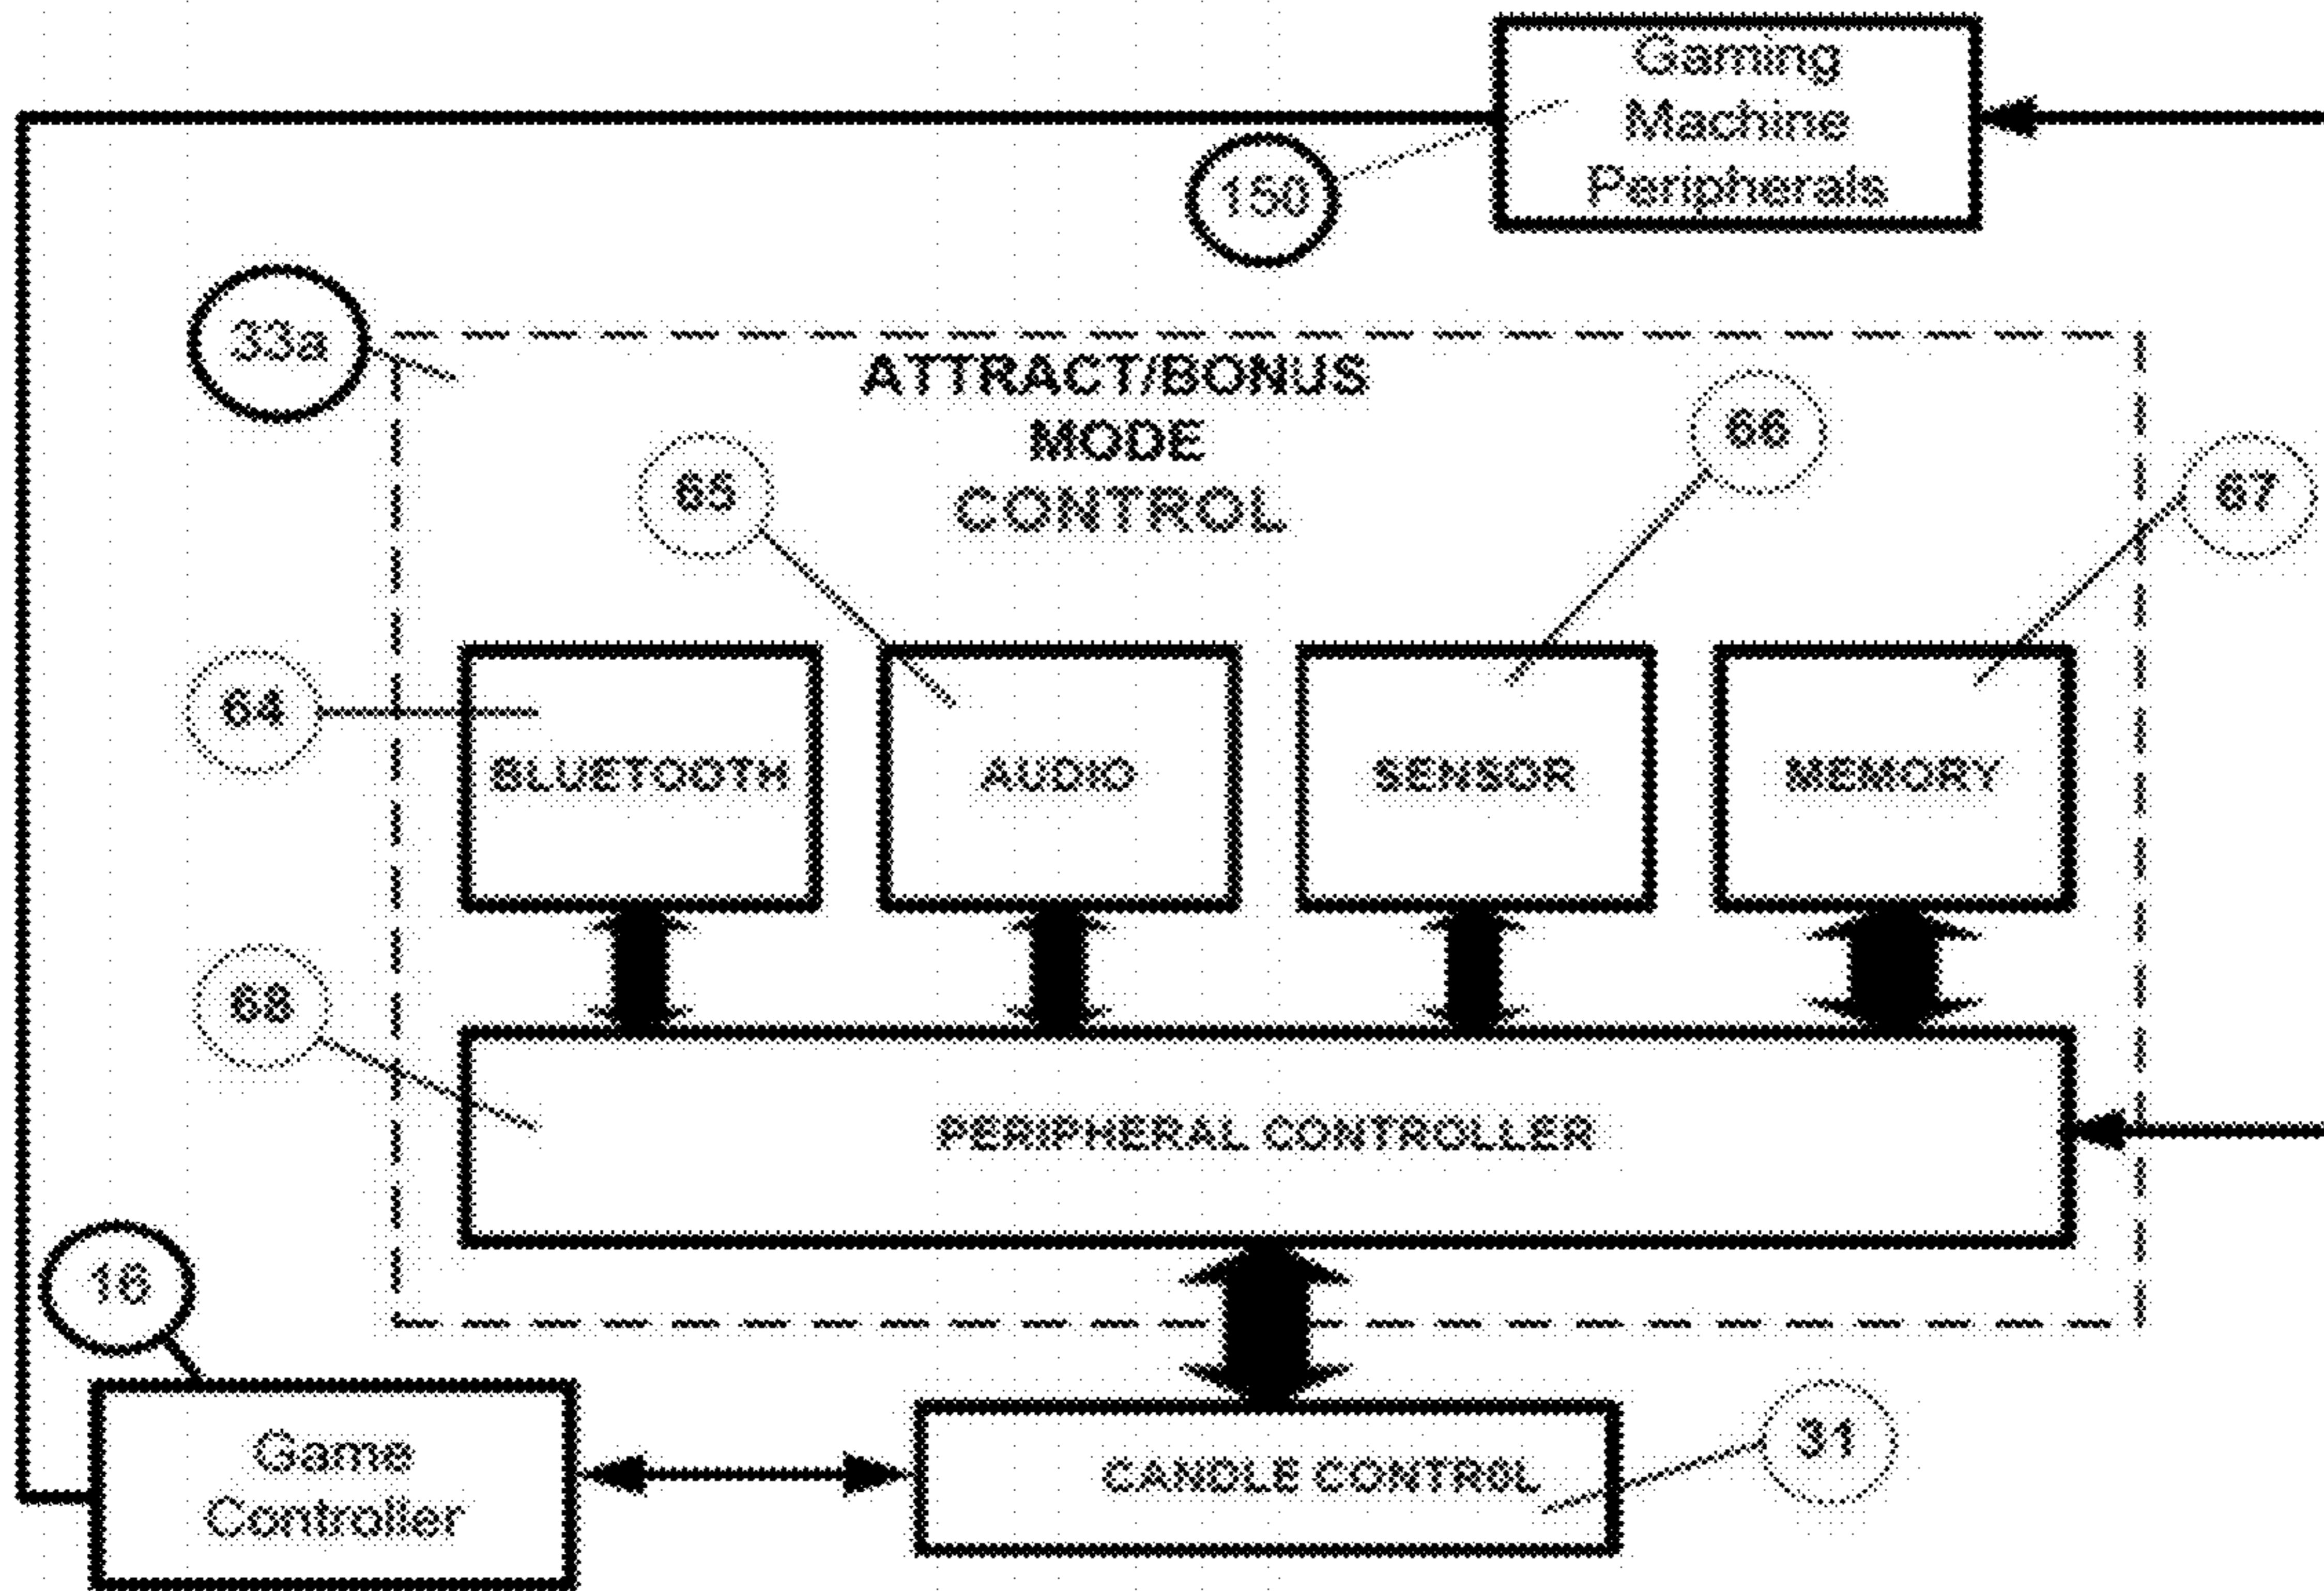 Gaming
Machine
Peripherals
150
33a
ATTRACT/BONUS
MODE
CONTROL
65
66
67
64
BLUETOOTH
AUDIO
SENSOR
MEMORY
68
PERIPHERAL CONTROLLER
16
Game
Controller
CANDLE CONTROL
31